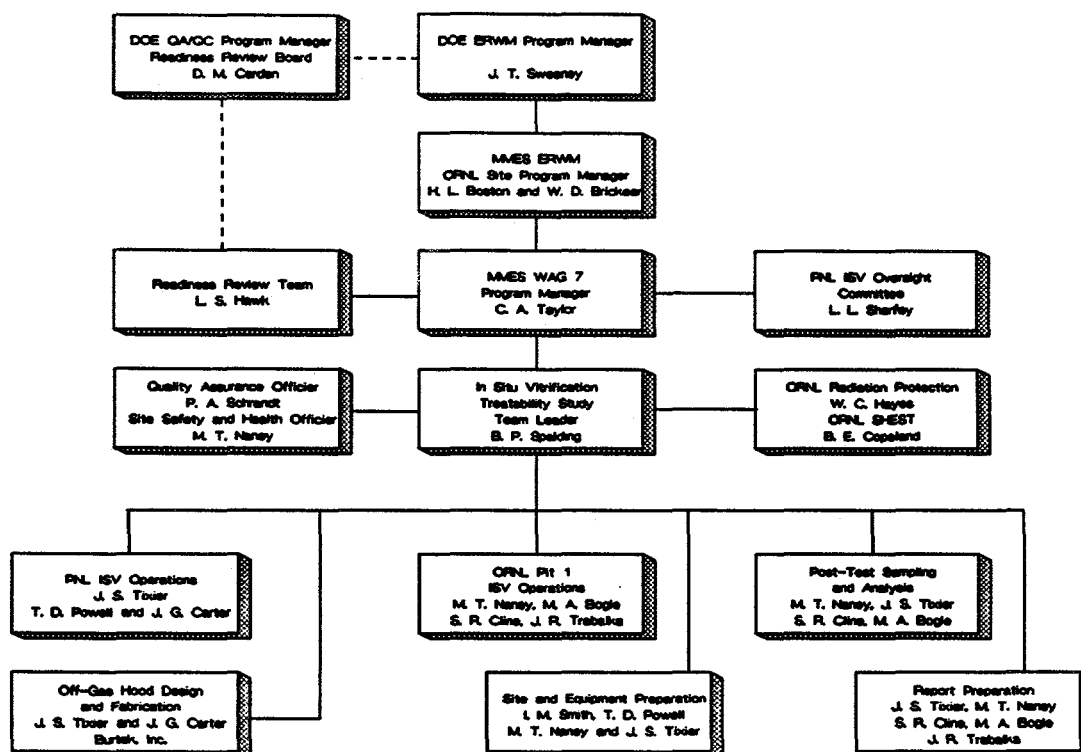 DOE QA/QC Program Manager
Readiness Review Board
D. M. Carden
DOE ERWM Program Manager
J. T. Sweeney
MMES ERWM
ORNL Site Program Manager
H. L. Boston and W. D. Brickeer
Readiness Review Team
L. S. Hawk
MMES WAG 7
Program Manager
C. A. Taylor
PNL ISV Oversight
Committee
L. L. Sharfey
Quality Assurance Officier
P. A. Schrandt
Site Safety and Health Officier
M. T. Naney
In Situ Vitrification
Treatability Study
Team Leader
B. P. Spalding
ORNL Radiation Protection
W. C. Hayes
ORNL SHEST
B. E. Copeland
PNL ISV Operations
J. S. Tixier
T. D. Powell and J. G. Carter
ORNL Pit 1
ISV Operations
M. T. Naney, M. A. Bogle
S. R. Cline, J. R. Trabalka
Post-Test Sampling
and Analysis
M. T. Naney, J. S. Tixier
S. R. Cline, M. A. Bogle
Off-Gas Hood Design
and Fabrication
J. S. Tixier and J. G. Carter
Burtek, Inc.
Site and Equipment Preparation
I. M. Smith, T. D. Powell
M. T. Naney and J. S. Tixier
Report Preparation
J. S. Tixier, M. T. Naney
S. R. Cline, M. A. Bogle
J. R. Trabalka